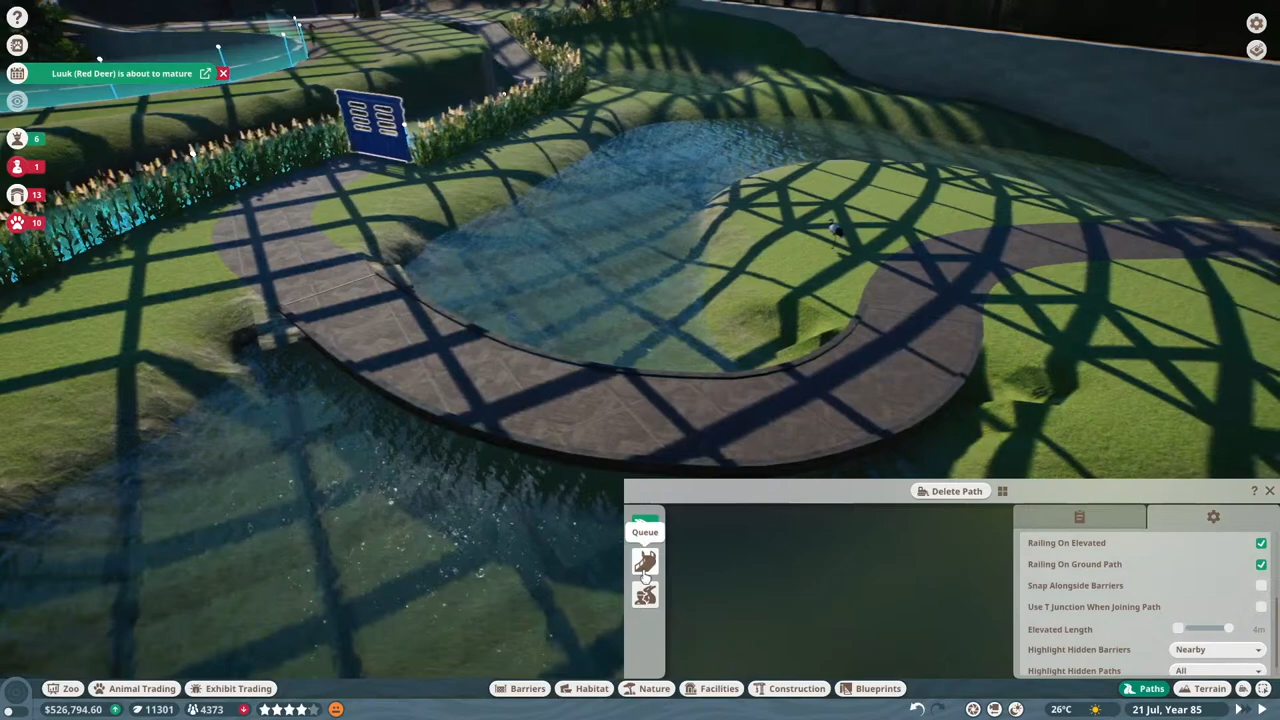 ?
Luuk (Red Deer) is about to mature
6
1
13
10
Delete Path
?
Queue
Railing On Elevated
Railing On Ground Path
Snap Alongside Barriers
Use T Junction When Joining Path
Elevated Length 4m
Highlight Hidden Barriers Nearby
Highlight Hidden Paths All
Zoo Animal Trading Exhibit Trading Barriers Habitat Nature Facilities Construction Blueprints Paths Terrain
$526,794.60 11301 4373 26°C 21 Jul, Year 85